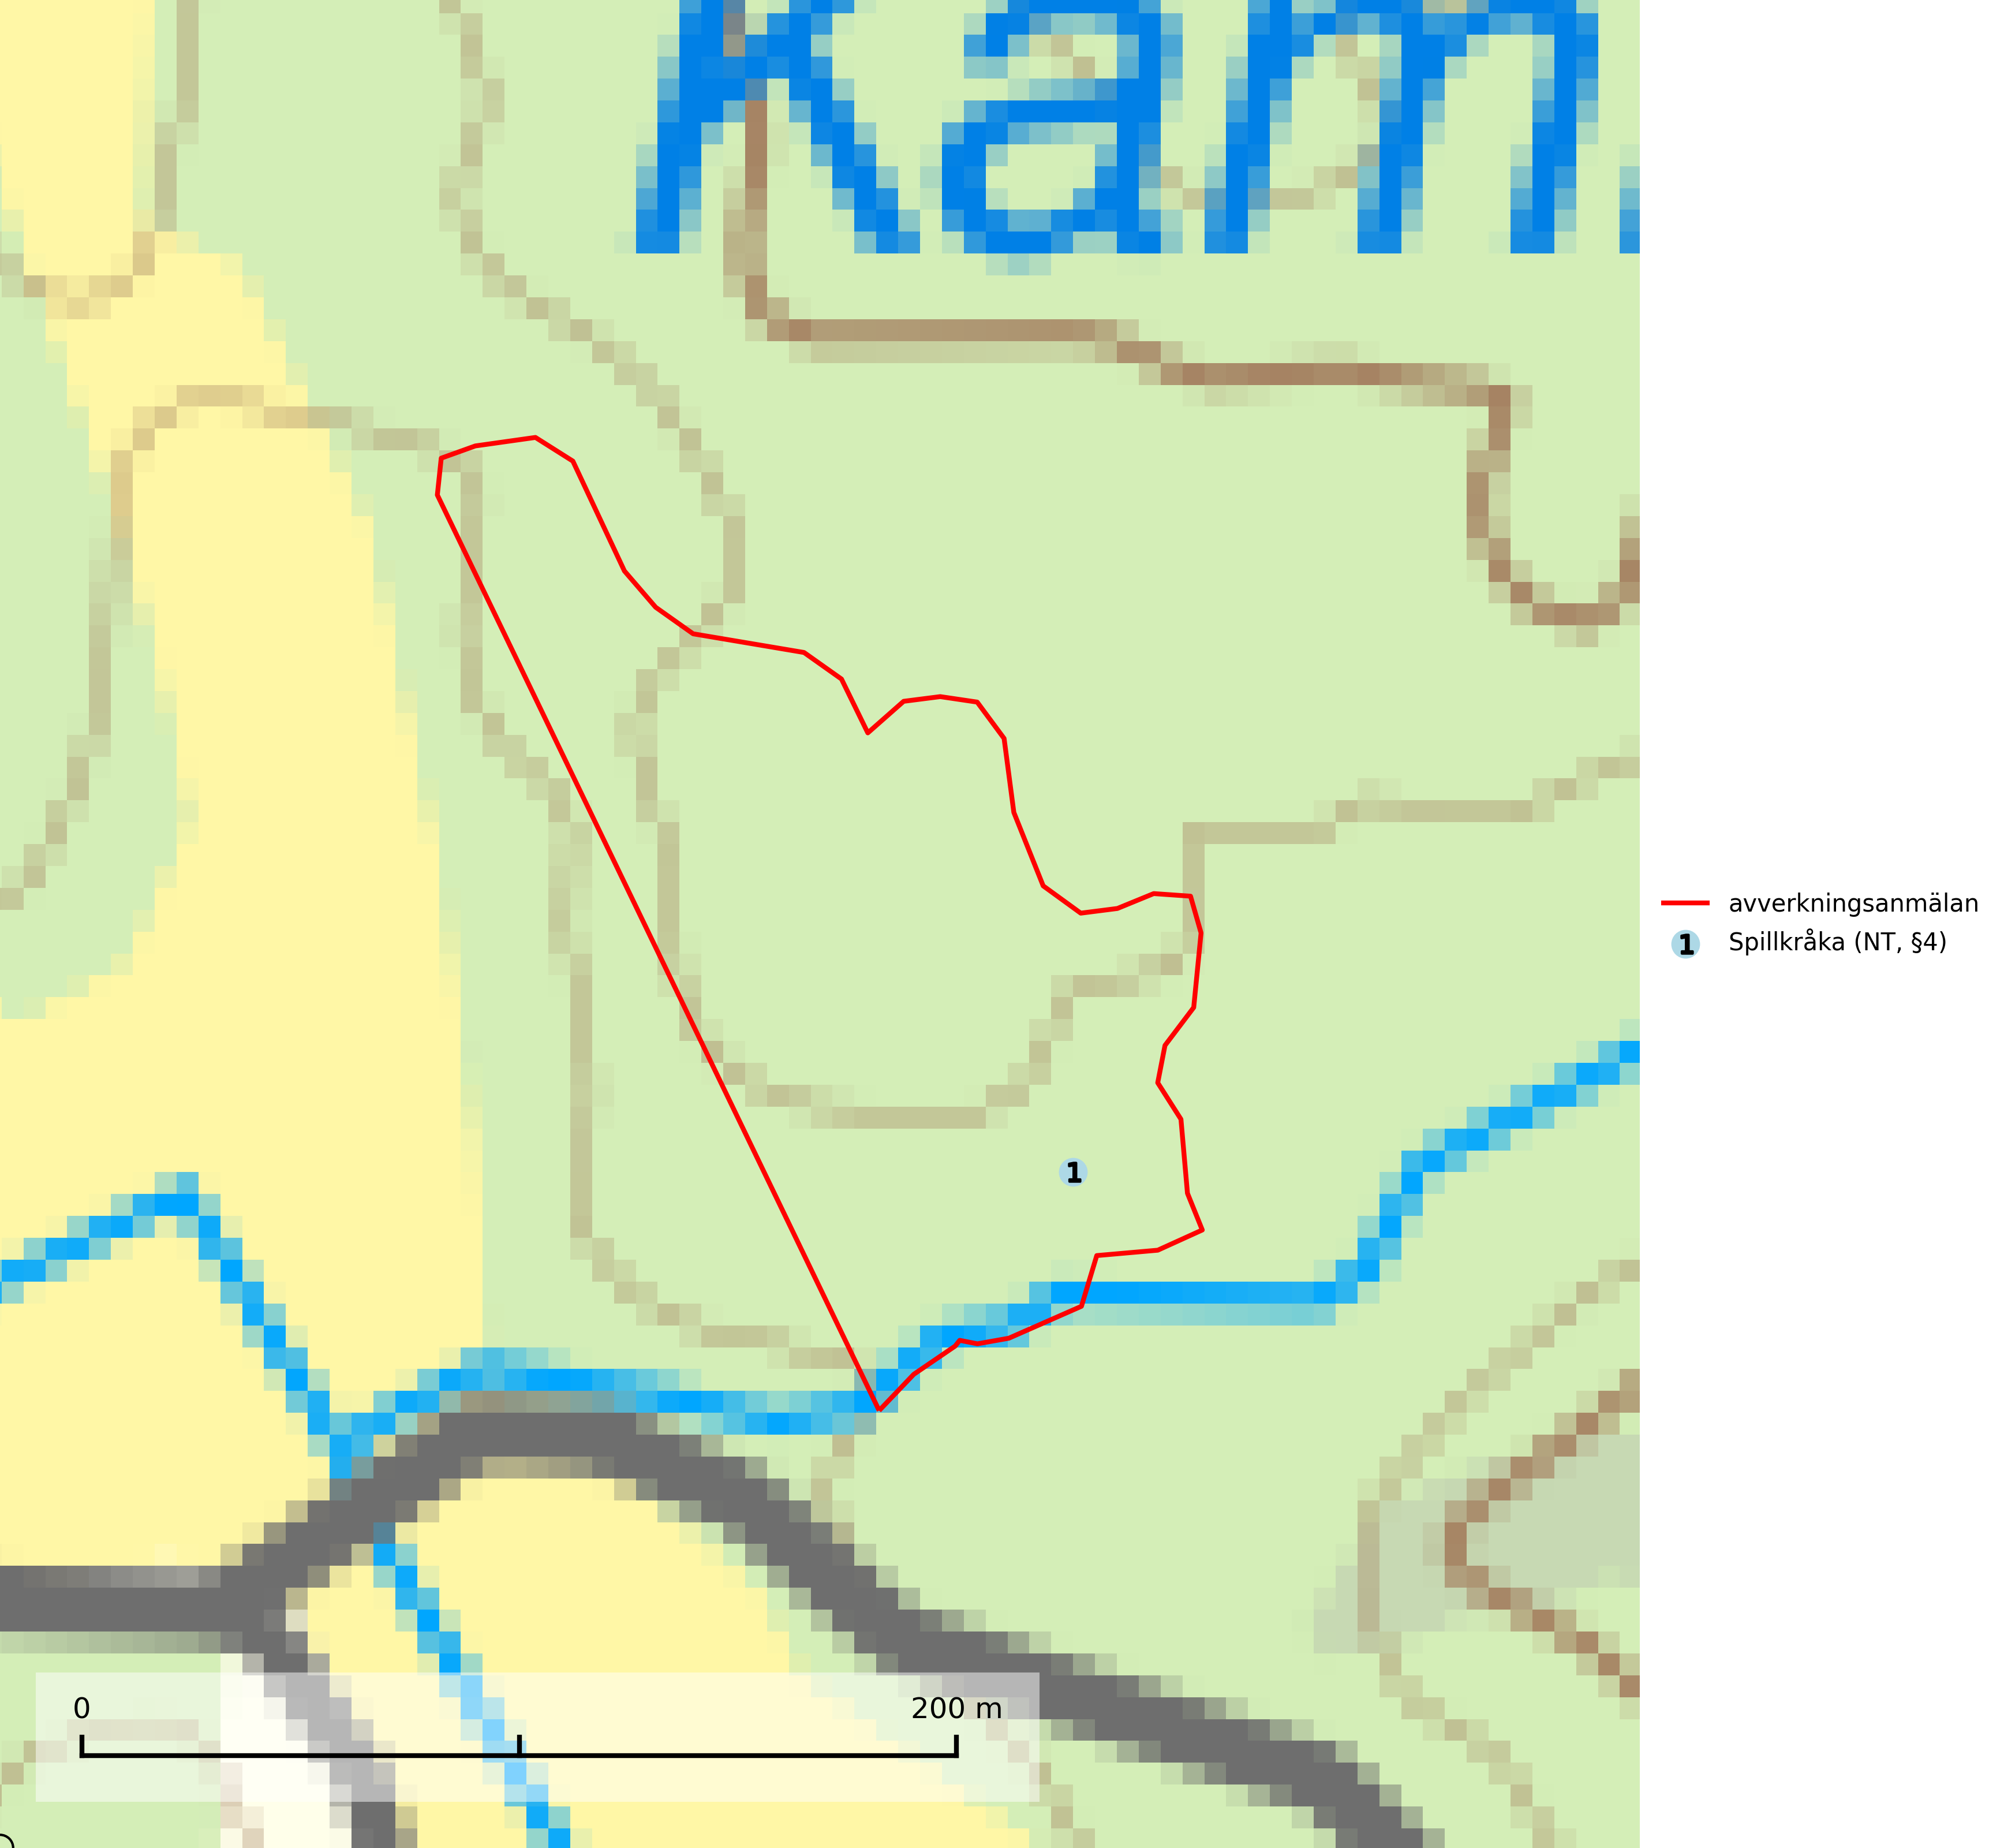 Kam
avverkningsanmälan
1 Spillkråka (NT, §4)
1
0 200 m